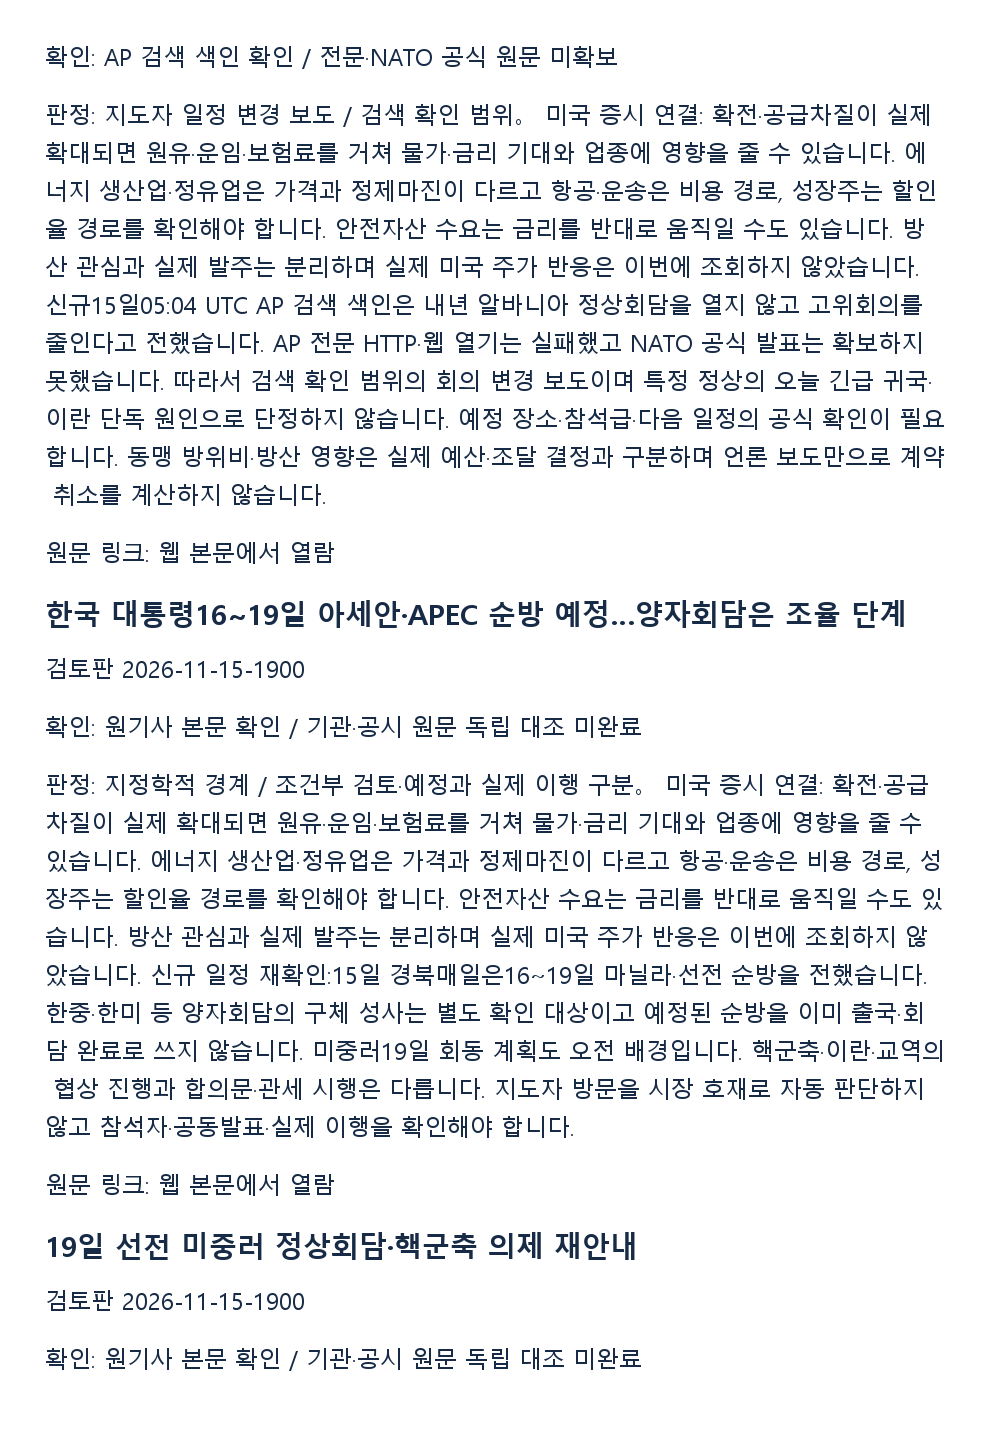 확인: AP 검색 색인 확인 / 전문·NATO 공식 원문 미확보
판정: 지도자 일정 변경 보도 / 검색 확인 범위。 미국 증시 연결: 확전·공급차질이 실제
확대되면 원유·운임·보험료를 거쳐 물가·금리 기대와 업종에 영향을 줄 수 있습니다. 에
너지 생산업·정유업은 가격과 정제마진이 다르고 항공·운송은 비용 경로, 성장주는 할인
율 경로를 확인해야 합니다. 안전자산 수요는 금리를 반대로 움직일 수도 있습니다. 방
산 관심과 실제 발주는 분리하며 실제 미국 주가 반응은 이번에 조회하지 않았습니다.
신규15일05:04 UTC AP 검색 색인은 내년 알바니아 정상회담을 열지 않고 고위회의를
줄인다고 전했습니다. AP 전문 HTTP·웹 열기는 실패했고 NATO 공식 발표는 확보하지
못했습니다. 따라서 검색 확인 범위의 회의 변경 보도이며 특정 정상의 오늘 긴급 귀국·
이란 단독 원인으로 단정하지 않습니다. 예정 장소·참석급·다음 일정의 공식 확인이 필요
합니다. 동맹 방위비·방산 영향은 실제 예산·조달 결정과 구분하며 언론 보도만으로 계약
취소를 계산하지 않습니다.
원문 링크: 웹 본문에서 열람
한국 대통령16~19일 아세안·APEC 순방 예정...양자회담은 조율 단계
검토판 2026-11-15-1900
확인: 원기사 본문 확인 / 기관·공시 원문 독립 대조 미완료
판정: 지정학적 경계 / 조건부 검토·예정과 실제 이행 구분。 미국 증시 연결: 확전·공급
차질이 실제 확대되면 원유·운임·보험료를 거쳐 물가·금리 기대와 업종에 영향을 줄 수
있습니다. 에너지 생산업·정유업은 가격과 정제마진이 다르고 항공·운송은 비용 경로, 성
장주는 할인율 경로를 확인해야 합니다. 안전자산 수요는 금리를 반대로 움직일 수도 있
습니다. 방산 관심과 실제 발주는 분리하며 실제 미국 주가 반응은 이번에 조회하지 않
았습니다. 신규 일정 재확인:15일 경북매일은16~19일 마닐라·선전 순방을 전했습니다.
한중·한미 등 양자회담의 구체 성사는 별도 확인 대상이고 예정된 순방을 이미 출국·회
담 완료로 쓰지 않습니다. 미중러19일 회동 계획도 오전 배경입니다. 핵군축·이란·교역의
협상 진행과 합의문·관세 시행은 다릅니다. 지도자 방문을 시장 호재로 자동 판단하지
않고 참석자·공동발표·실제 이행을 확인해야 합니다.
원문 링크: 웹 본문에서 열람
19일 선전 미중러 정상회담·핵군축 의제 재안내
검토판 2026-11-15-1900
확인: 원기사 본문 확인 / 기관·공시 원문 독립 대조 미완료